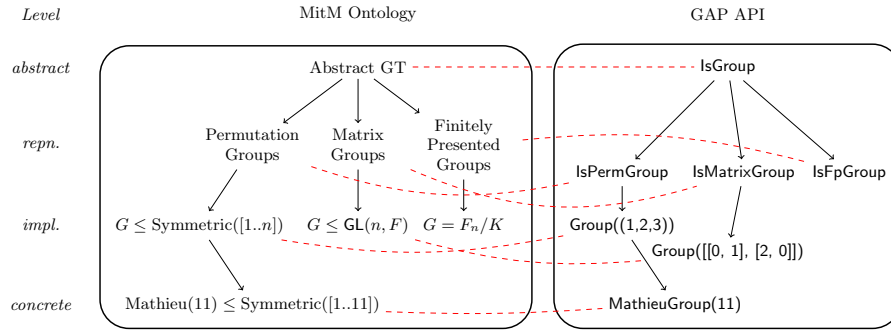 Level MitM Ontology GAP API
abstract Abstract GT IsGroup
repn. Permutation Groups Matrix Groups Finitely Presented Groups
IsPermGroup IsMatrixGroup IsFpGroup
impl. G ≤ Symmetric([1..n]) G ≤ GL(n, F) G = Fₙ/K Group((1,2,3))
Group([[0, 1], [2, 0]])
concrete Mathieu(11) ≤ Symmetric([1..11]) MathieuGroup(11)